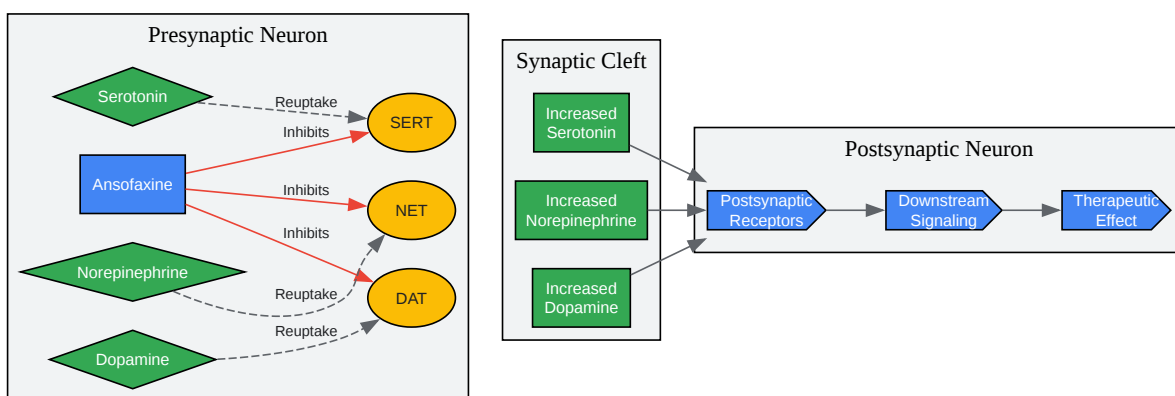 Presynaptic Neuron
Serotonin
Reuptake
SERT
Inhibits
Ansofaxine
Inhibits
NET
Inhibits
Norepinephrine
Reuptake
DAT
Reuptake
Dopamine
Synaptic Cleft
Increased
Serotonin
Increased
Norepinephrine
Increased
Dopamine
Postsynaptic Neuron
Postsynaptic
Receptors
Downstream
Signaling
Therapeutic
Effect